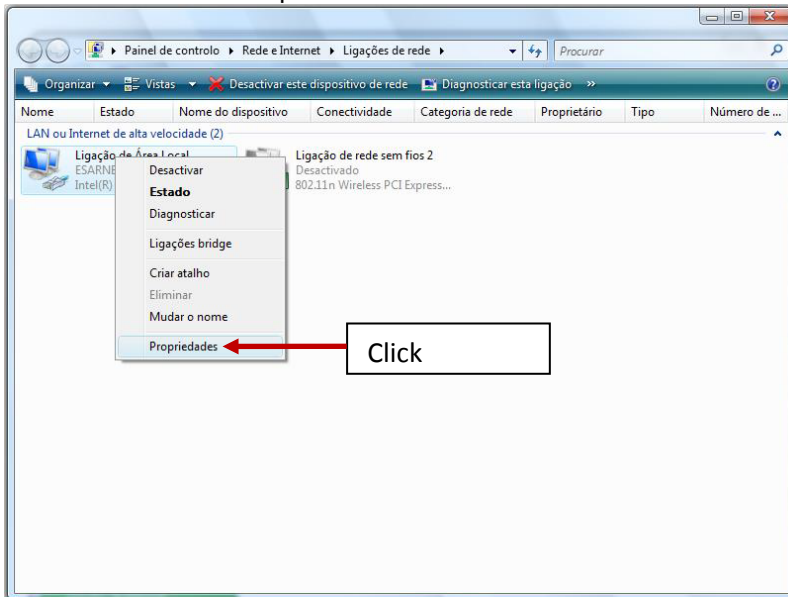 Painel de controlo ▸ Rede e Internet ▸ Ligações de rede ▸ Procurar
Organizar Vistas Desactivar este dispositivo de rede Diagnosticar esta ligação »
Nome Estado Nome do dispositivo Conectividade Categoria de rede Proprietário Tipo Número de ...
LAN ou Internet de alta velocidade (2)
Ligação de Área Local
ESARNE
Intel(R)
Ligação de rede sem fios 2
Desactivado
802.11n Wireless PCI Express...
Desactivar
Estado
Diagnosticar
Ligações bridge
Criar atalho
Eliminar
Mudar o nome
Propriedades
Click